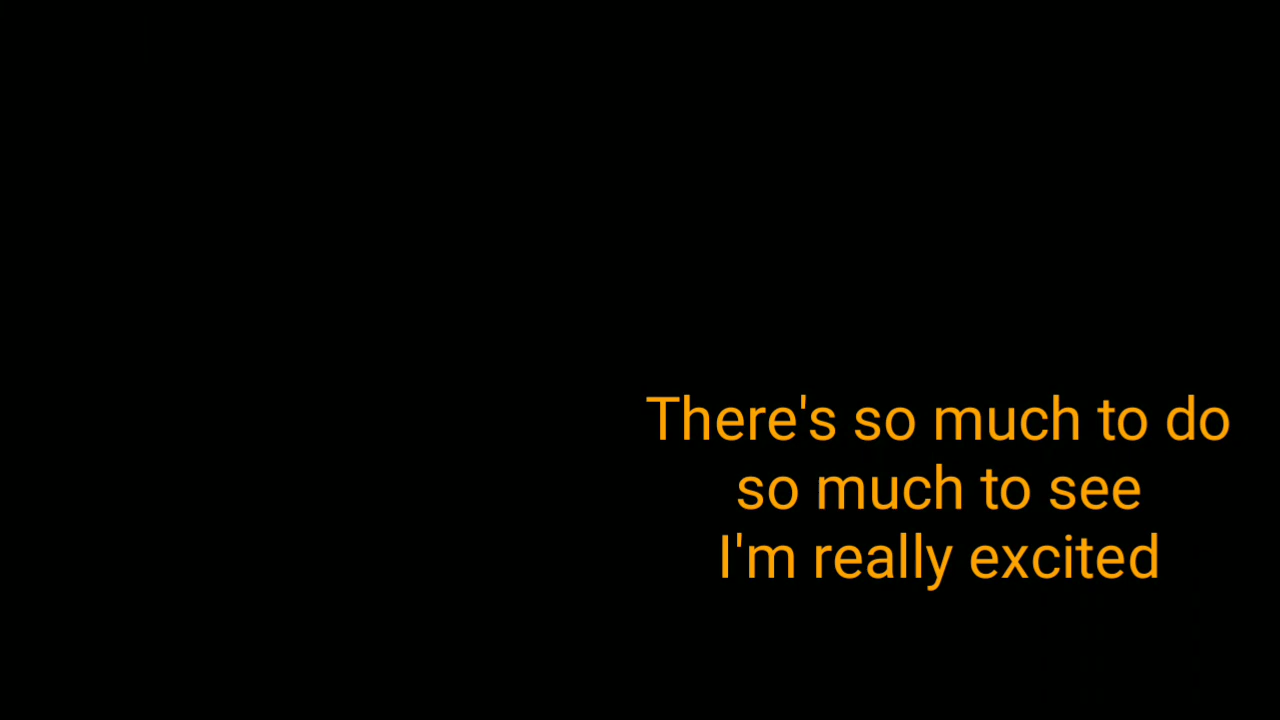 There's so much to do
so much to see
I'm really excited